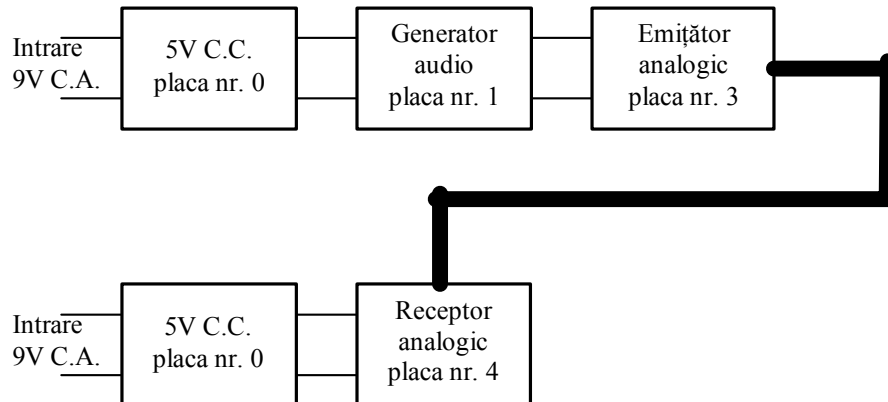 Intrare
9V C.A.
5V C.C.
placa nr. 0
Generator
audio
placa nr. 1
Emițător
analogic
placa nr. 3
Intrare
9V C.A.
5V C.C.
placa nr. 0
Receptor
analogic
placa nr. 4